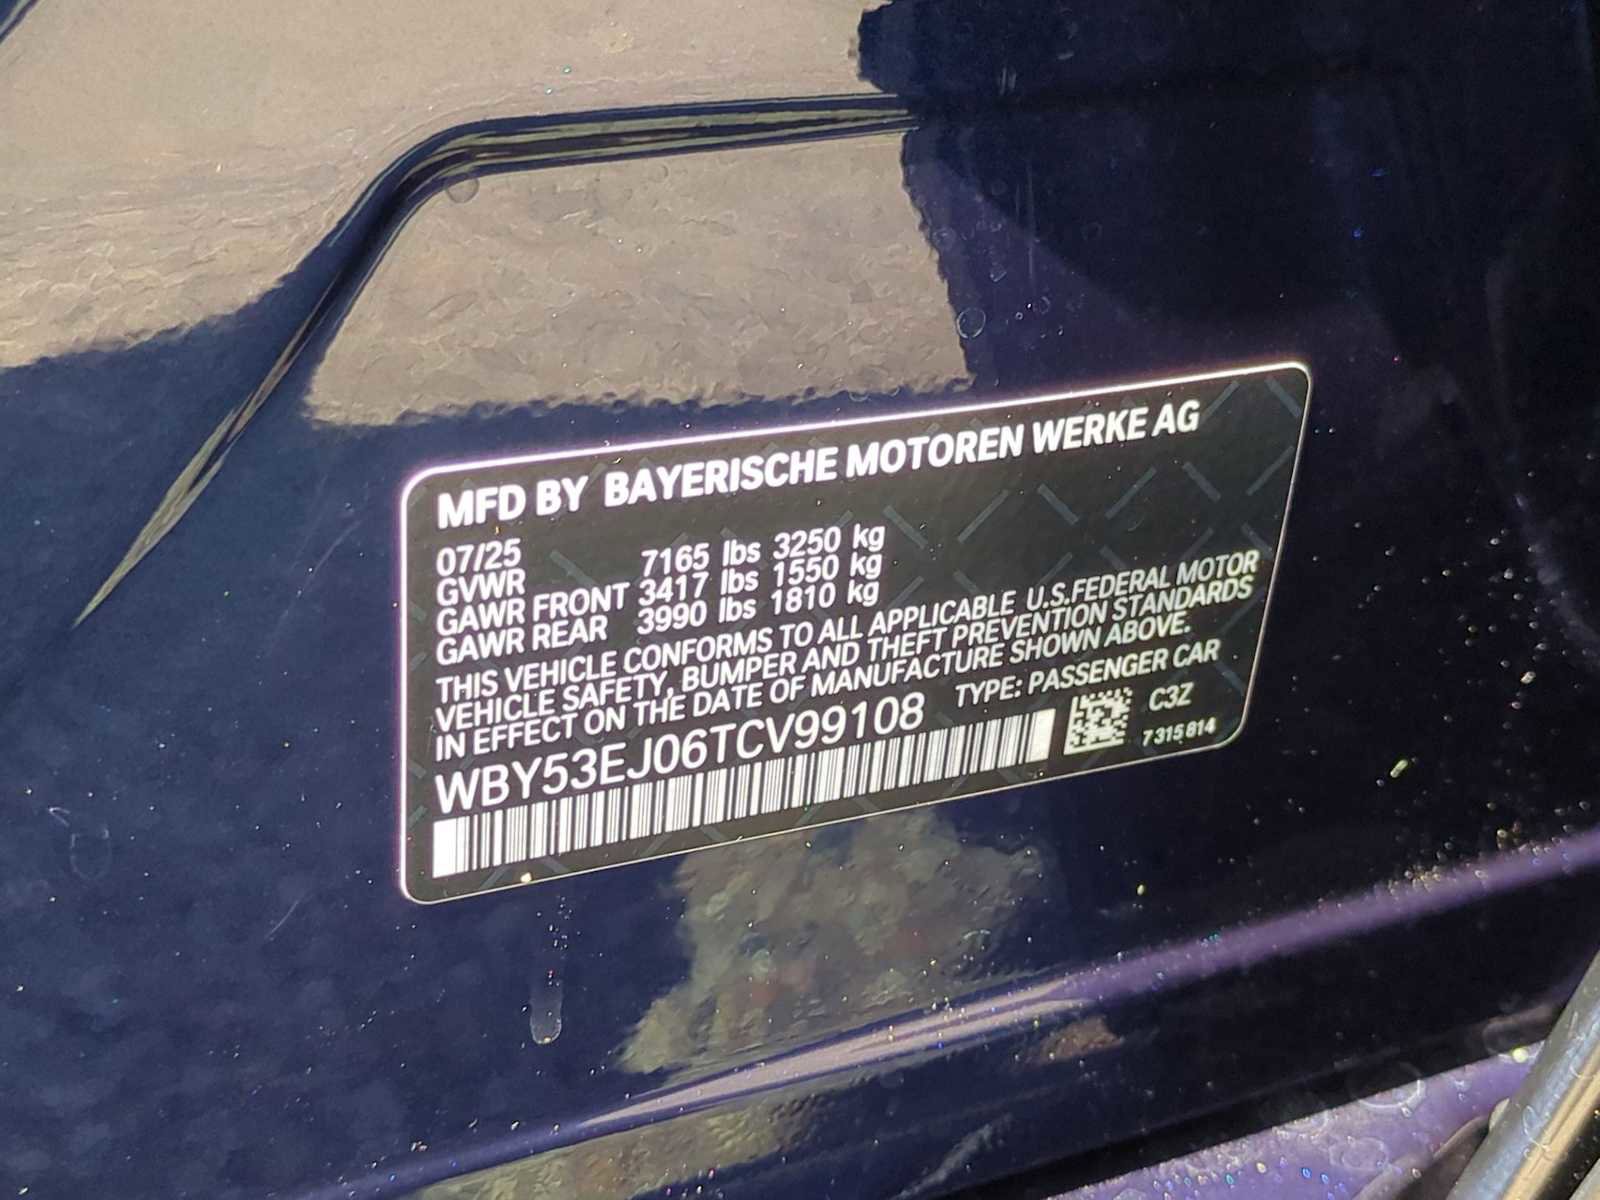 MFD BY BAYERISCHE MOTOREN WERKE AG
07/25
GVWR 7165 lbs 3250 kg
GAWR FRONT 3417 lbs 1550 kg
GAWR REAR 3990 lbs 1810 kg
THIS VEHICLE CONFORMS TO ALL APPLICABLE U.S.FEDERAL MOTOR
VEHICLE SAFETY, BUMPER AND THEFT PREVENTION STANDARDS
IN EFFECT ON THE DATE OF MANUFACTURE SHOWN ABOVE.
WBY53EJ06TCV99108 TYPE: PASSENGER CAR
C3Z
7 315 814